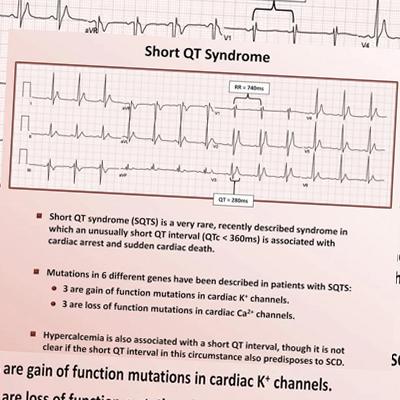 aVR
V1
V4
Short QT Syndrome
RR = 740ms
I
aVR
V1
V4
II
aVL
V2
V5
III
aVF
V3
V6
QT = 280ms
Short QT syndrome (SQTS) is a very rare, recently described syndrome in
which an unusually short QT interval (QTc < 360ms) is associated with
cardiac arrest and sudden cardiac death.
Mutations in 6 different genes have been described in patients with SQTS:
3 are gain of function mutations in cardiac K⁺ channels.
3 are loss of function mutations in cardiac Ca²⁺ channels.
Hypercalcemia is also associated with a short QT interval, though it is not
clear if the short QT interval in this circumstance also predisposes to SCD.
are gain of function mutations in cardiac K⁺ channels.
are loss of